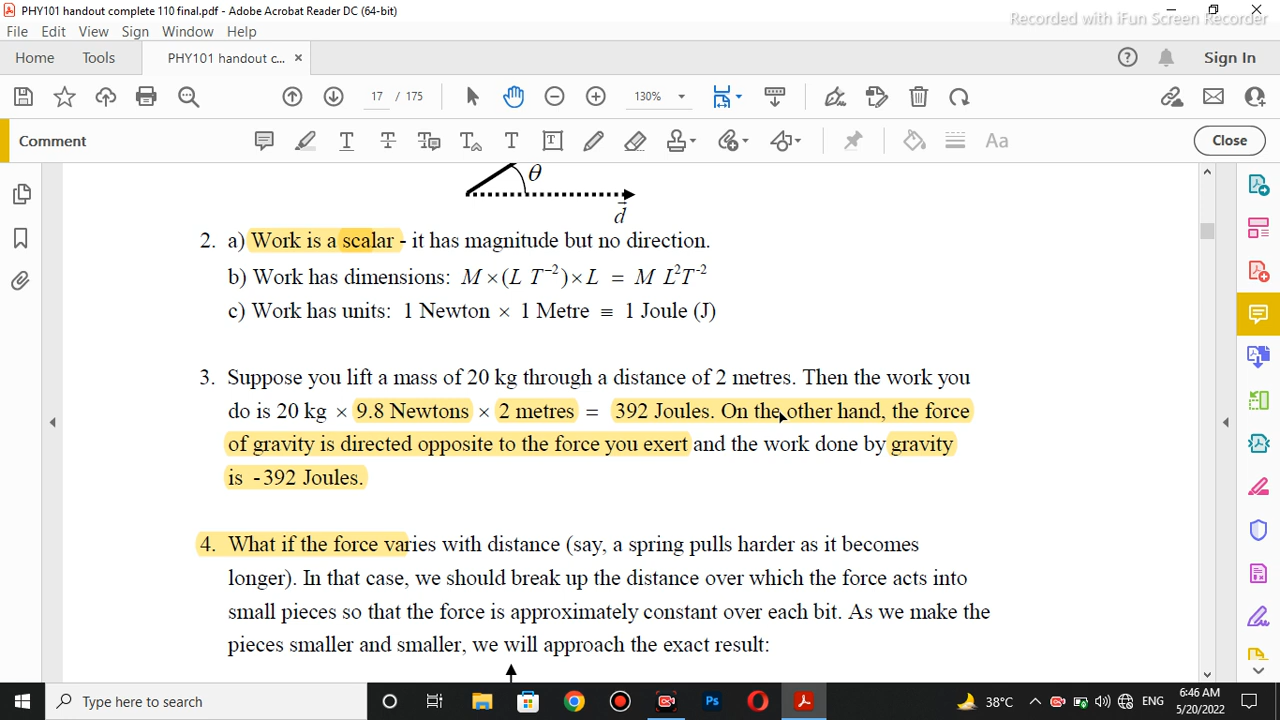 PHY101 handout complete 110 final.pdf - Adobe Acrobat Reader DC (64-bit)
Recorded with iFun Screen Recorder
File Edit View Sign Window Help
Home Tools PHY101 handout c... × Sign In
17 / 175 130%
Comment Close
θ
d
2. a) Work is a scalar - it has magnitude but no direction.
b) Work has dimensions: M × (L T⁻²) × L = M L²T⁻²
c) Work has units: 1 Newton × 1 Metre ≡ 1 Joule (J)
3. Suppose you lift a mass of 20 kg through a distance of 2 metres. Then the work you
do is 20 kg × 9.8 Newtons × 2 metres = 392 Joules. On the other hand, the force
of gravity is directed opposite to the force you exert and the work done by gravity
is -392 Joules.
4. What if the force varies with distance (say, a spring pulls harder as it becomes
longer). In that case, we should break up the distance over which the force acts into
small pieces so that the force is approximately constant over each bit. As we make the
pieces smaller and smaller, we will approach the exact result:
Type here to search 38°C ENG 6:46 AM
5/20/2022